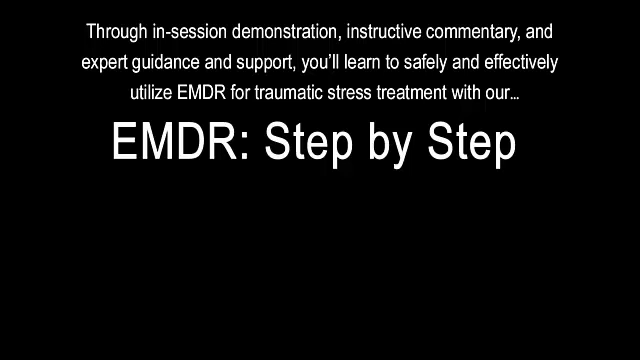 Through in-session demonstration, instructive commentary, and
expert guidance and support, you’ll learn to safely and effectively
utilize EMDR for traumatic stress treatment with our...
EMDR: Step by Step